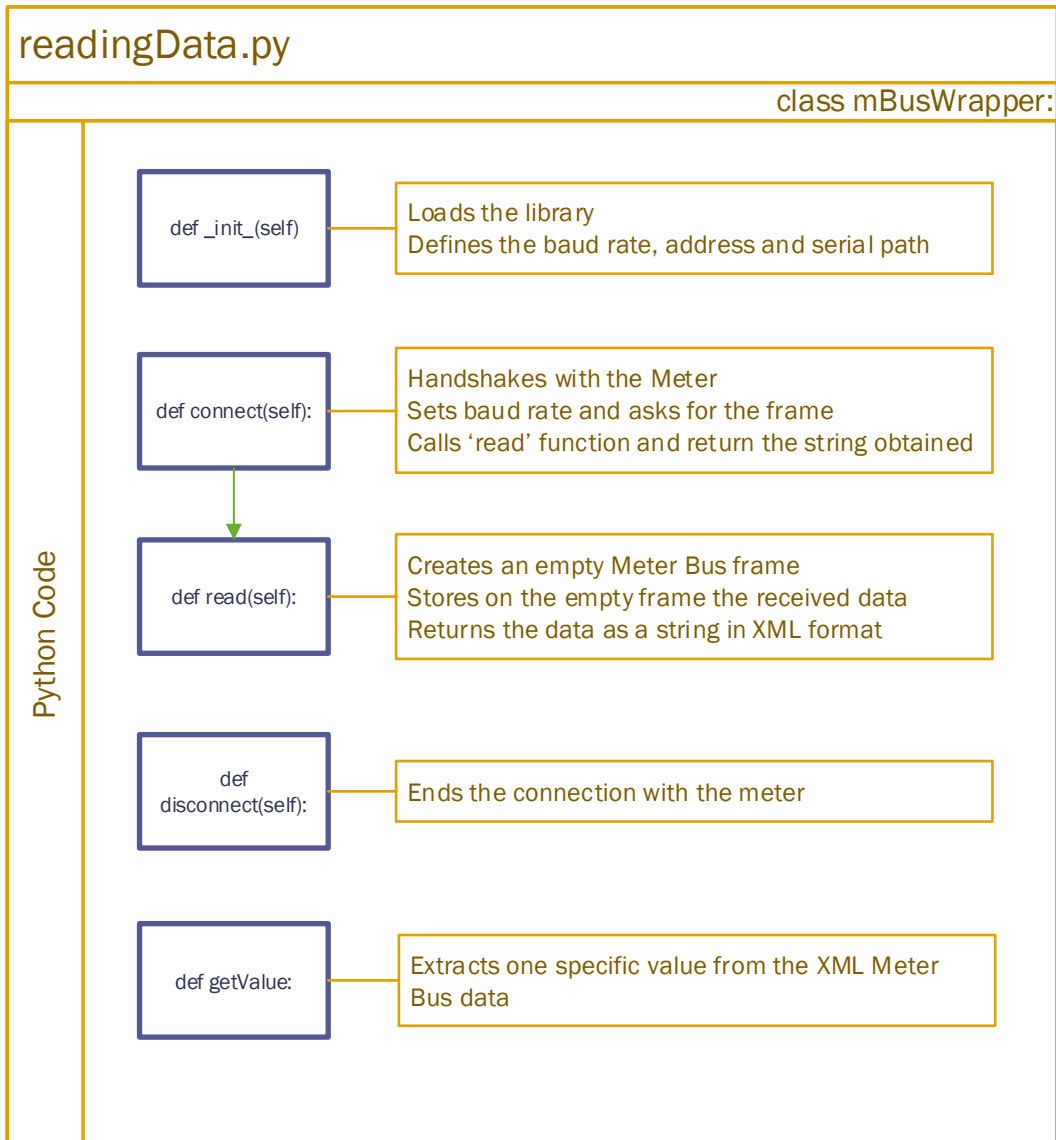 readingData.py
class mBusWrapper:
Python Code
def _init_(self)
Loads the library
Defines the baud rate, address and serial path
def connect(self):
Handshakes with the Meter
Sets baud rate and asks for the frame
Calls ‘read’ function and return the string obtained
def read(self):
Creates an empty Meter Bus frame
Stores on the empty frame the received data
Returns the data as a string in XML format
def
disconnect(self):
Ends the connection with the meter
def getValue:
Extracts one specific value from the XML Meter
Bus data